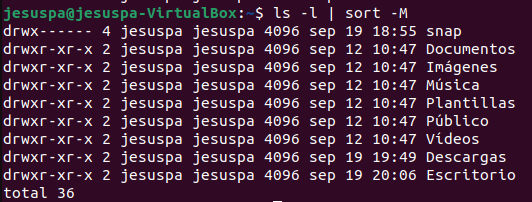 jesuspa@jesuspa-VirtualBox:~$ ls -l | sort -M
drwx------ 4 jesuspa jesuspa 4096 sep 19 18:55 snap
drwxr-xr-x 2 jesuspa jesuspa 4096 sep 12 10:47 Documentos
drwxr-xr-x 2 jesuspa jesuspa 4096 sep 12 10:47 Imágenes
drwxr-xr-x 2 jesuspa jesuspa 4096 sep 12 10:47 Música
drwxr-xr-x 2 jesuspa jesuspa 4096 sep 12 10:47 Plantillas
drwxr-xr-x 2 jesuspa jesuspa 4096 sep 12 10:47 Público
drwxr-xr-x 2 jesuspa jesuspa 4096 sep 12 10:47 Vídeos
drwxr-xr-x 2 jesuspa jesuspa 4096 sep 19 19:49 Descargas
drwxr-xr-x 2 jesuspa jesuspa 4096 sep 19 20:06 Escritorio
total 36